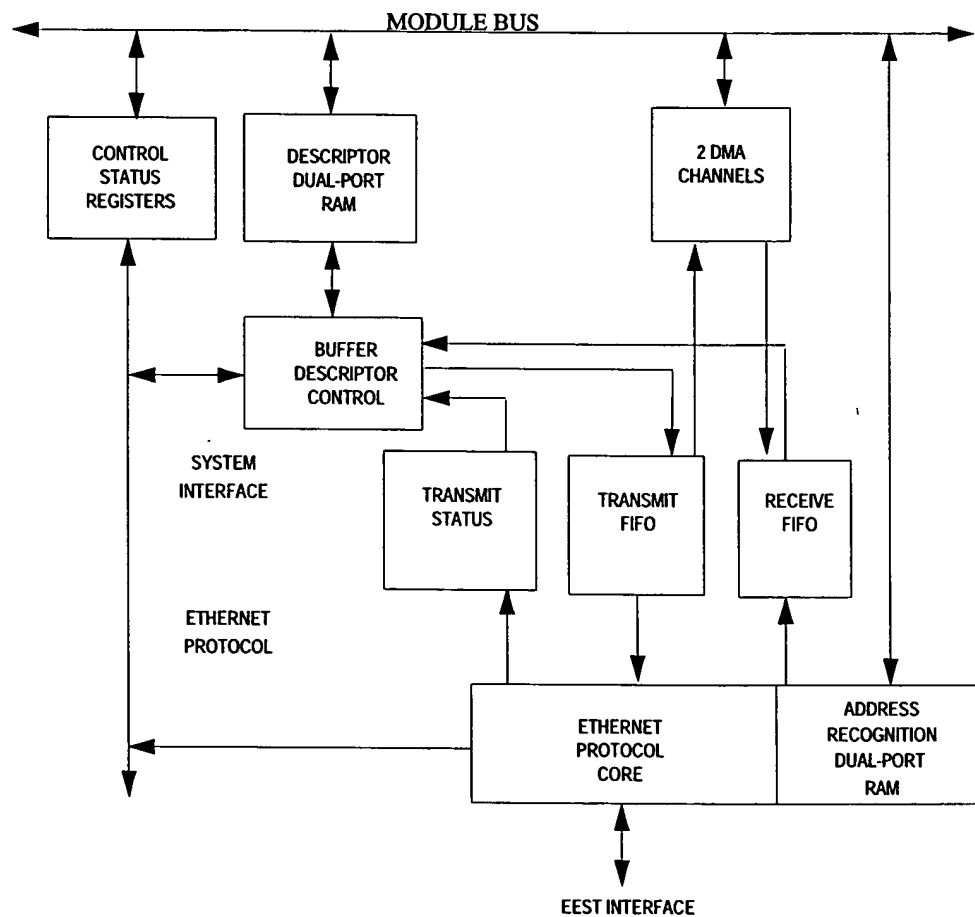 MODULE BUS
CONTROL
STATUS
REGISTERS
DESCRIPTOR
DUAL-PORT
RAM
2 DMA
CHANNELS
BUFFER
DESCRIPTOR
CONTROL
SYSTEM
INTERFACE
TRANSMIT
STATUS
TRANSMIT
FIFO
RECEIVE
FIFO
ETHERNET
PROTOCOL
ETHERNET
PROTOCOL
CORE
ADDRESS
RECOGNITION
DUAL-PORT
RAM
EEST INTERFACE